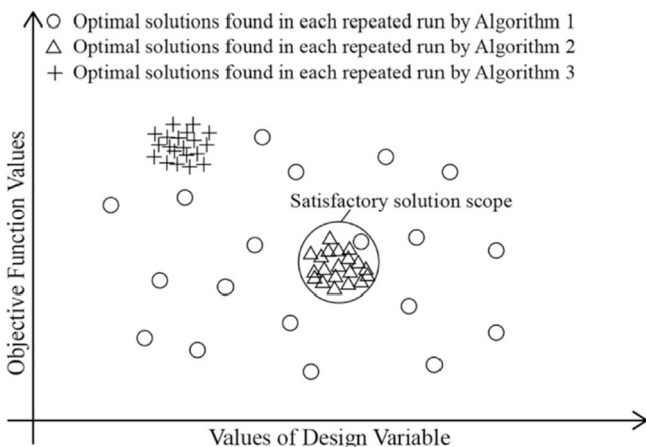 Optimal solutions found in each repeated run by Algorithm 1
Optimal solutions found in each repeated run by Algorithm 2
Optimal solutions found in each repeated run by Algorithm 3
Objective Function Values
Satisfactory solution scope
Values of Design Variable